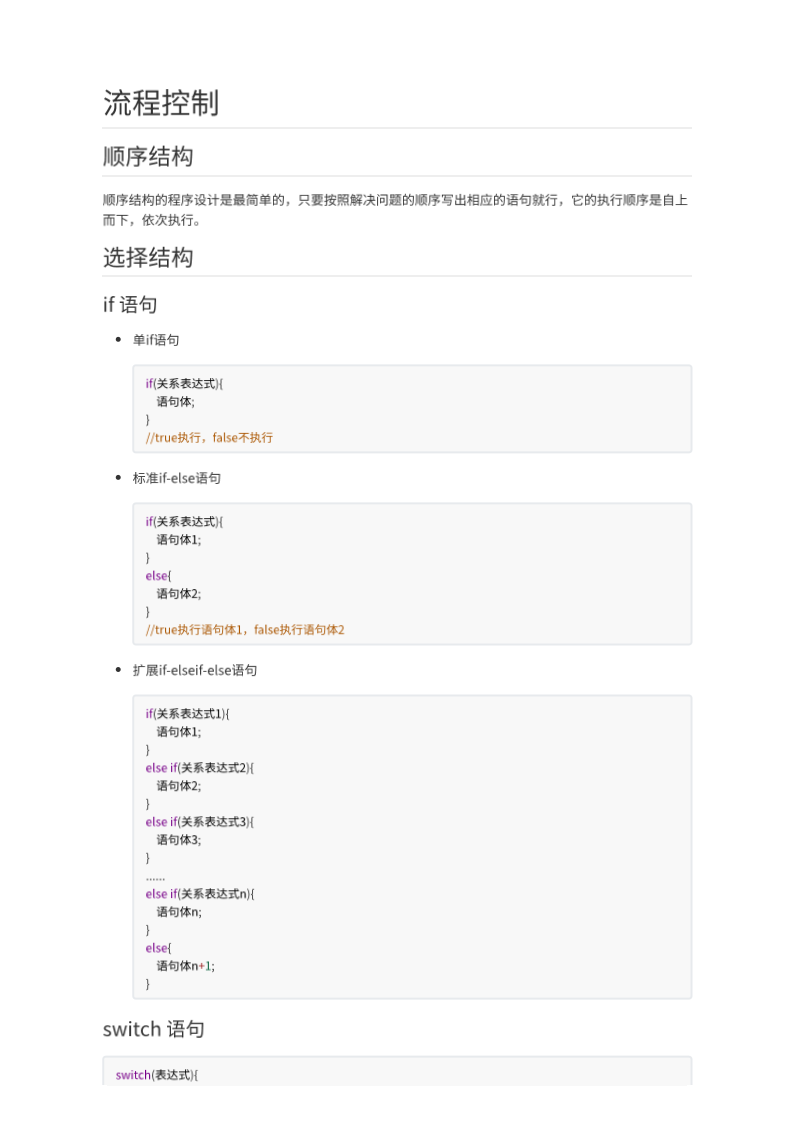 流程控制
顺序结构
顺序结构的程序设计是最简单的，只要按照解决问题的顺序写出相应的语句就行，它的执行顺序是自上
而下，依次执行。
选择结构
if 语句
• 单if语句
if(关系表达式){
    语句体;
}
//true执行，false不执行
• 标准if-else语句
if(关系表达式){
    语句体1;
}
else{
    语句体2;
}
//true执行语句体1，false执行语句体2
• 扩展if-elseif-else语句
if(关系表达式1){
    语句体1;
}
else if(关系表达式2){
    语句体2;
}
else if(关系表达式3){
    语句体3;
}
......
else if(关系表达式n){
    语句体n;
}
else{
    语句体n+1;
}
switch 语句
switch(表达式){